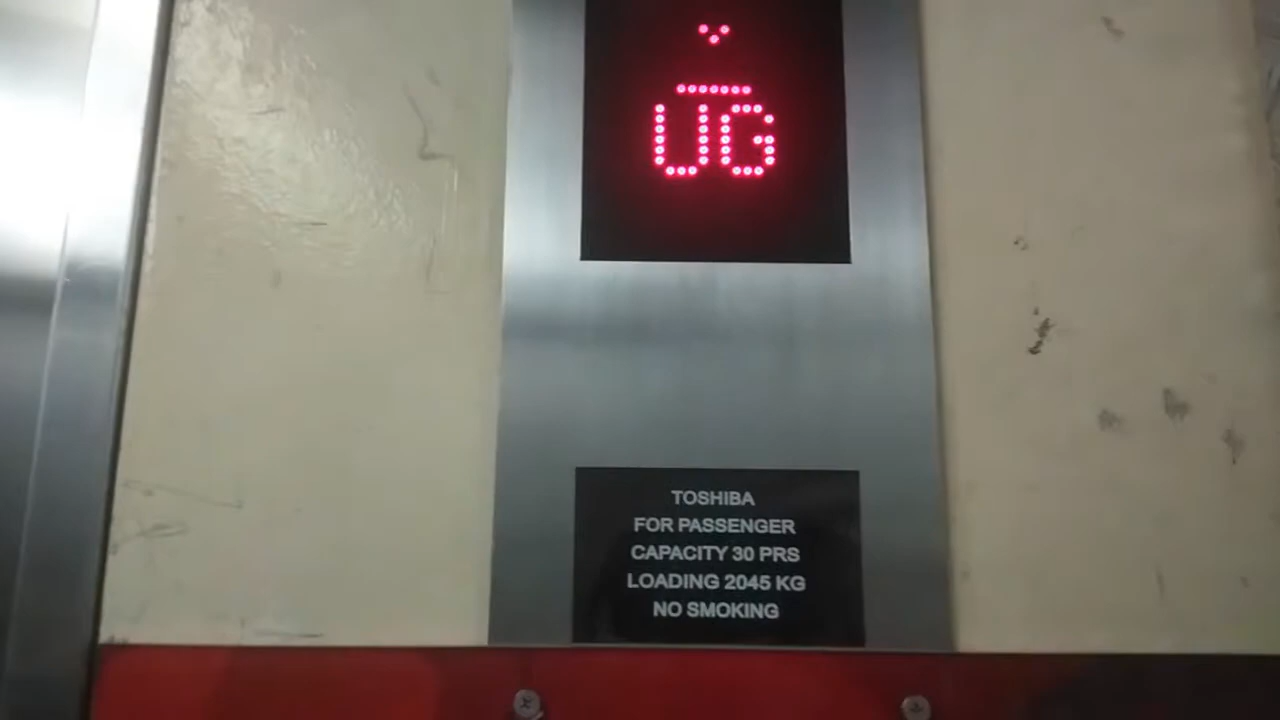 UG
TOSHIBA
FOR PASSENGER
CAPACITY 30 PRS
LOADING 2045 KG
NO SMOKING